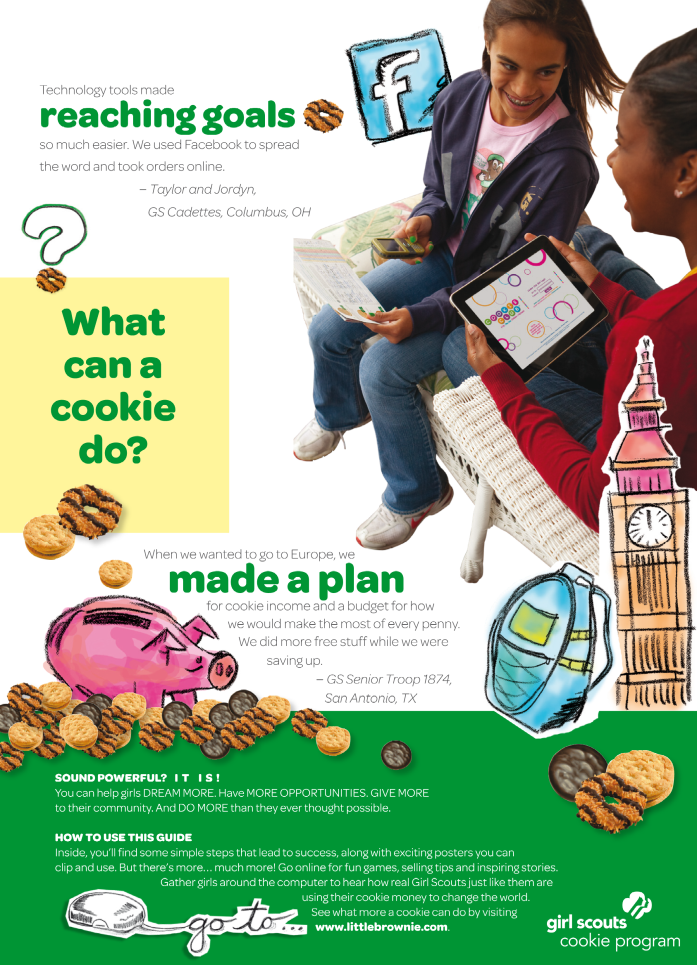 Technology tools made
reaching goals
so much easier. We used Facebook to spread
the word and took orders online.
– Taylor and Jordyn,
GS Cadettes, Columbus, OH
f
?
What
can a
cookie
do?
When we wanted to go to Europe, we
made a plan
for cookie income and a budget for how
we would make the most of every penny.
We did more free stuff while we were
saving up.
– GS Senior Troop 1874,
San Antonio, TX
SOUND POWERFUL? IT IS!
You can help girls DREAM MORE. Have MORE OPPORTUNITIES. GIVE MORE
to their community. And DO MORE than they ever thought possible.
HOW TO USE THIS GUIDE
Inside, you'll find some simple steps that lead to success, along with exciting posters you can
clip and use. But there's more... much more! Go online for fun games, selling tips and inspiring stories.
Gather girls around the computer to hear how real Girl Scouts just like them are
using their cookie money to change the world.
See what more a cookie can do by visiting
www.littlebrownie.com.
go to...
girl scouts
cookie program